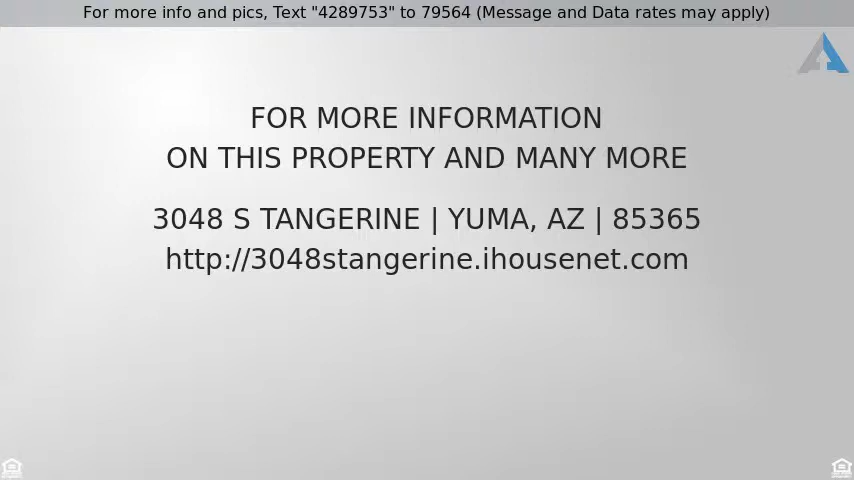 For more info and pics, Text "4289753" to 79564 (Message and Data rates may apply)
FOR MORE INFORMATION
ON THIS PROPERTY AND MANY MORE
3048 S TANGERINE | YUMA, AZ | 85365
http://3048stangerine.ihousenet.com